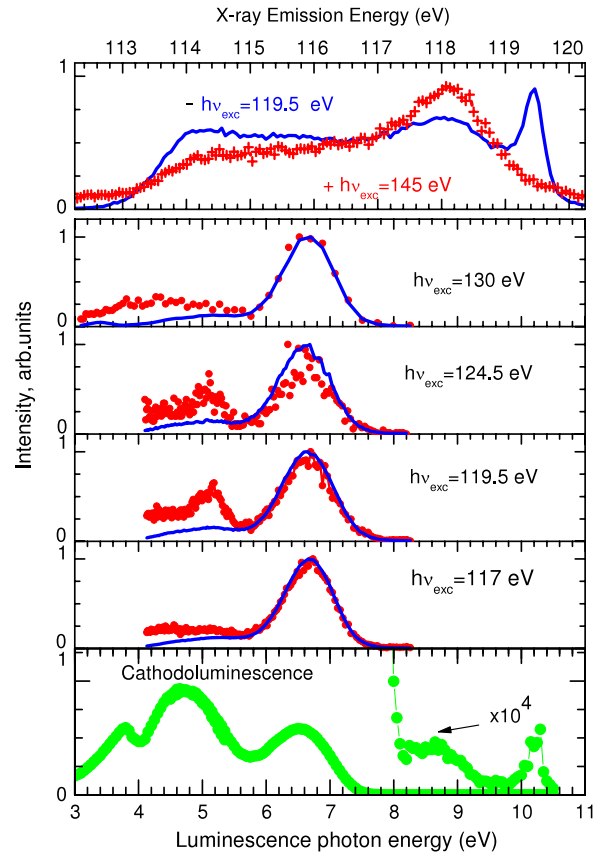 X-ray Emission Energy (eV)
113 114 115 116 117 118 119 120
1
- hνexc=119.5 eV
+ hνexc=145 eV
0
1
hνexc=130 eV
0
1
hνexc=124.5 eV
0
1
hνexc=119.5 eV
0
1
hνexc=117 eV
0
1
Cathodoluminescence
x10⁴
0
3 4 5 6 7 8 9 10 11
Luminescence photon energy (eV)
Intensity, arb.units